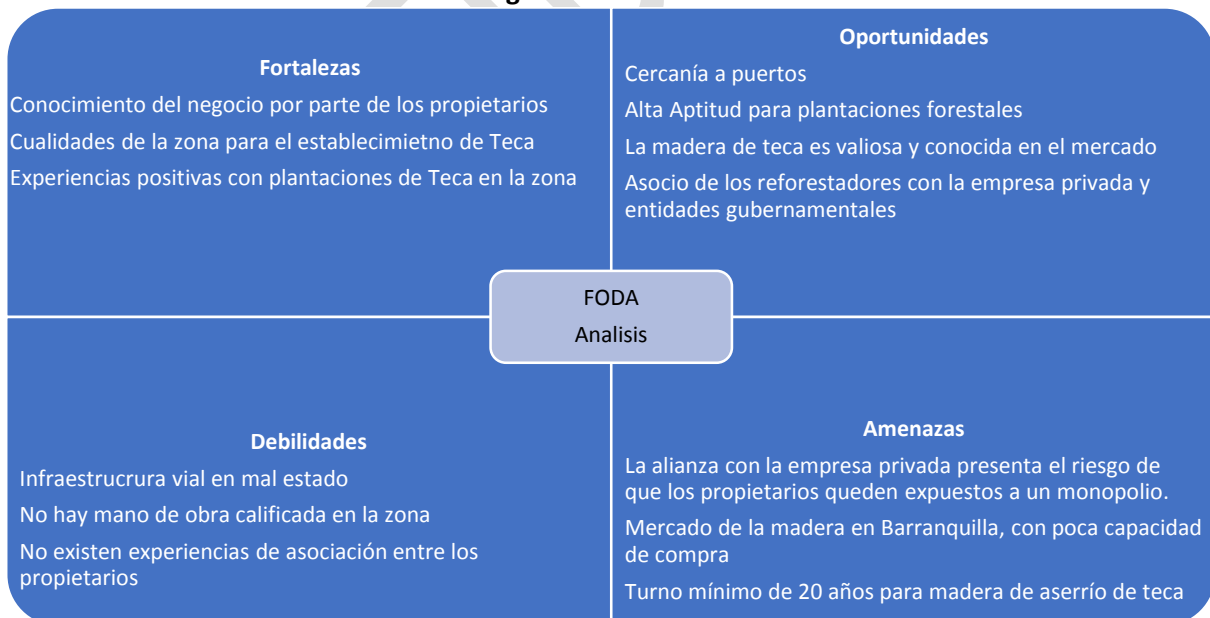 Fortalezas
Conocimiento del negocio por parte de los propietarios
Cualidades de la zona para el establecimietno de Teca
Experiencias positivas con plantaciones de Teca en la zona
Oportunidades
Cercanía a puertos
Alta Aptitud para plantaciones forestales
La madera de teca es valiosa y conocida en el mercado
Asocio de los reforestadores con la empresa privada y
entidades gubernamentales
FODA
Analisis
Debilidades
Infraestrucrura vial en mal estado
No hay mano de obra calificada en la zona
No existen experiencias de asociación entre los
propietarios
Amenazas
La alianza con la empresa privada presenta el riesgo de
que los propietarios queden expuestos a un monopolio.
Mercado de la madera en Barranquilla, con poca capacidad
de compra
Turno mínimo de 20 años para madera de aserrío de teca